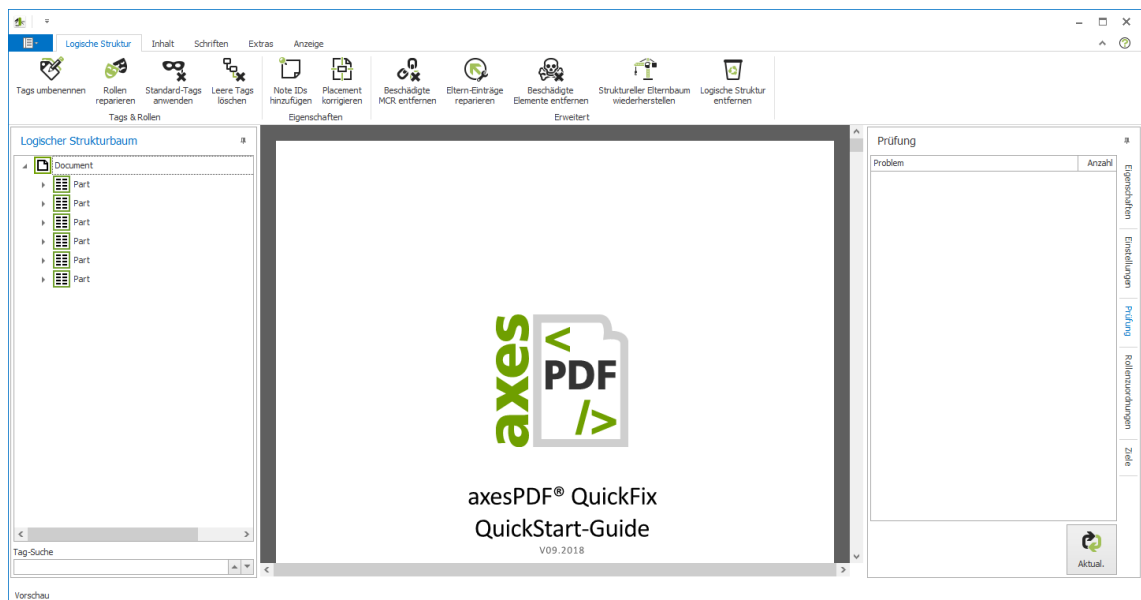 Logische Struktur Inhalt Schriften Extras Anzeige
Tags umbenennen
Rollen
reparieren
Standard-Tags
anwenden
Leere Tags
löschen
Note IDs
hinzufügen
Placement
korrigieren
Beschädigte
MCR entfernen
Eltern-Einträge
reparieren
Beschädigte
Elemente entfernen
Struktureller Elternbaum
wiederherstellen
Logische Struktur
entfernen
Tags & Rollen
Eigenschaften
Erweitert
Logischer Strukturbaum
Document
Part
Part
Part
Part
Part
Part
Tag-Suche
axes
<
PDF
/>
axesPDF® QuickFix
QuickStart-Guide
V09.2018
Prüfung
Problem Anzahl
Aktual.
Eigenschaften
Einstellungen
Prüfung
Rollenzuordnungen
Ziele
Vorschau